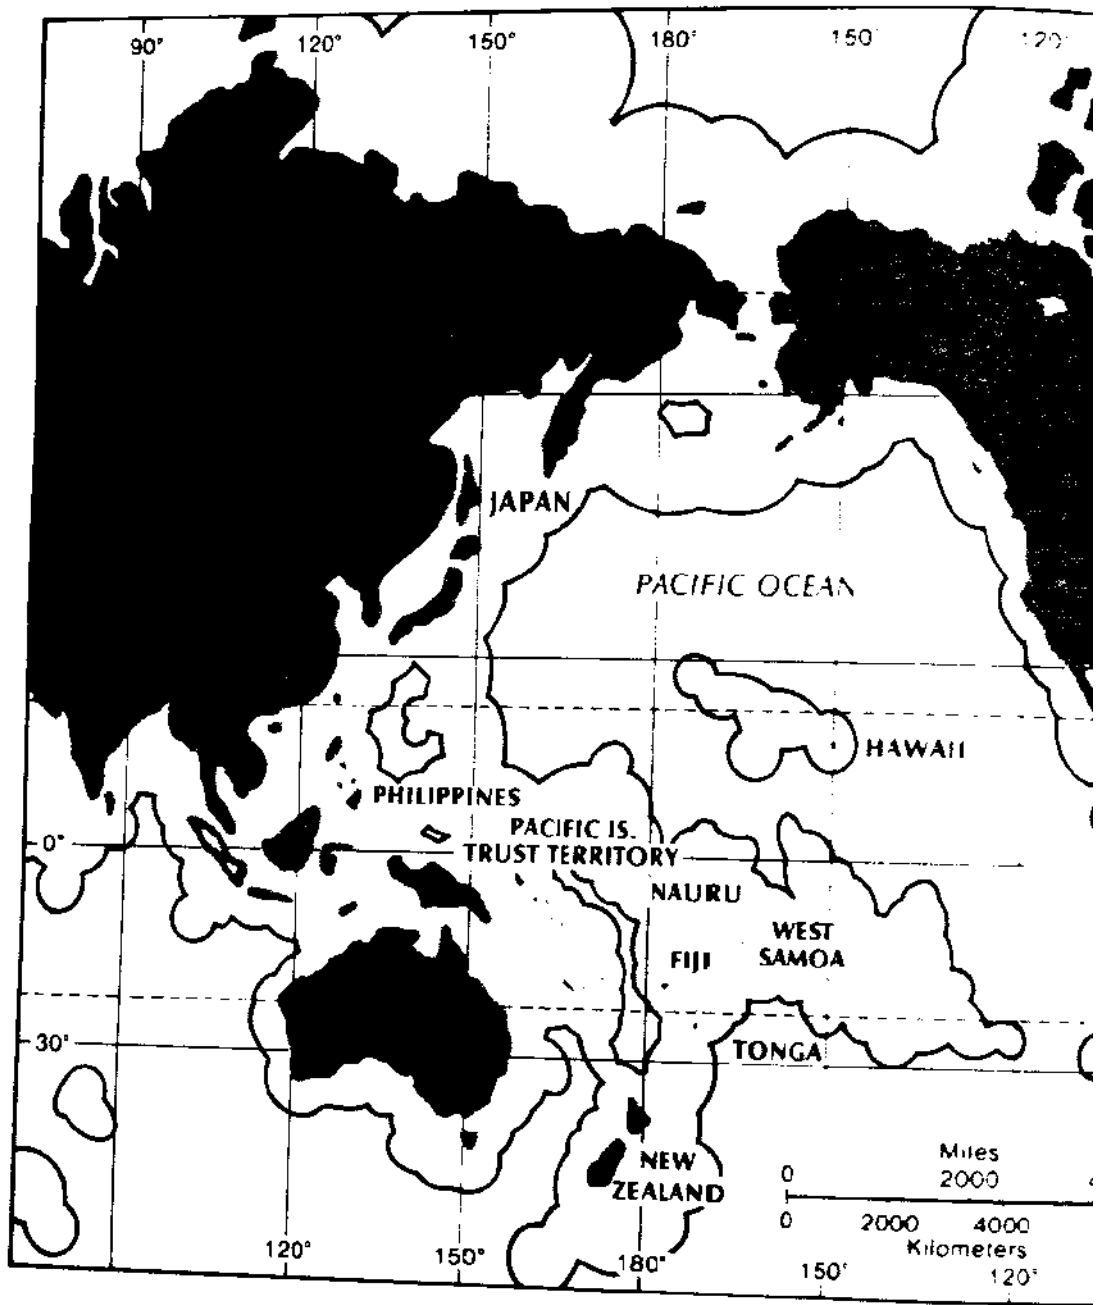 90° 120° 150° 180° 150° 120°
JAPAN
PACIFIC OCEAN
HAWAII
PHILIPPINES
PACIFIC IS.
TRUST TERRITORY
0°
NAURU
WEST
SAMOA
FIJI
30°
TONGA
NEW
ZEALAND
Miles
0 2000
0 2000 4000
Kilometers
120° 150° 180° 150° 120°